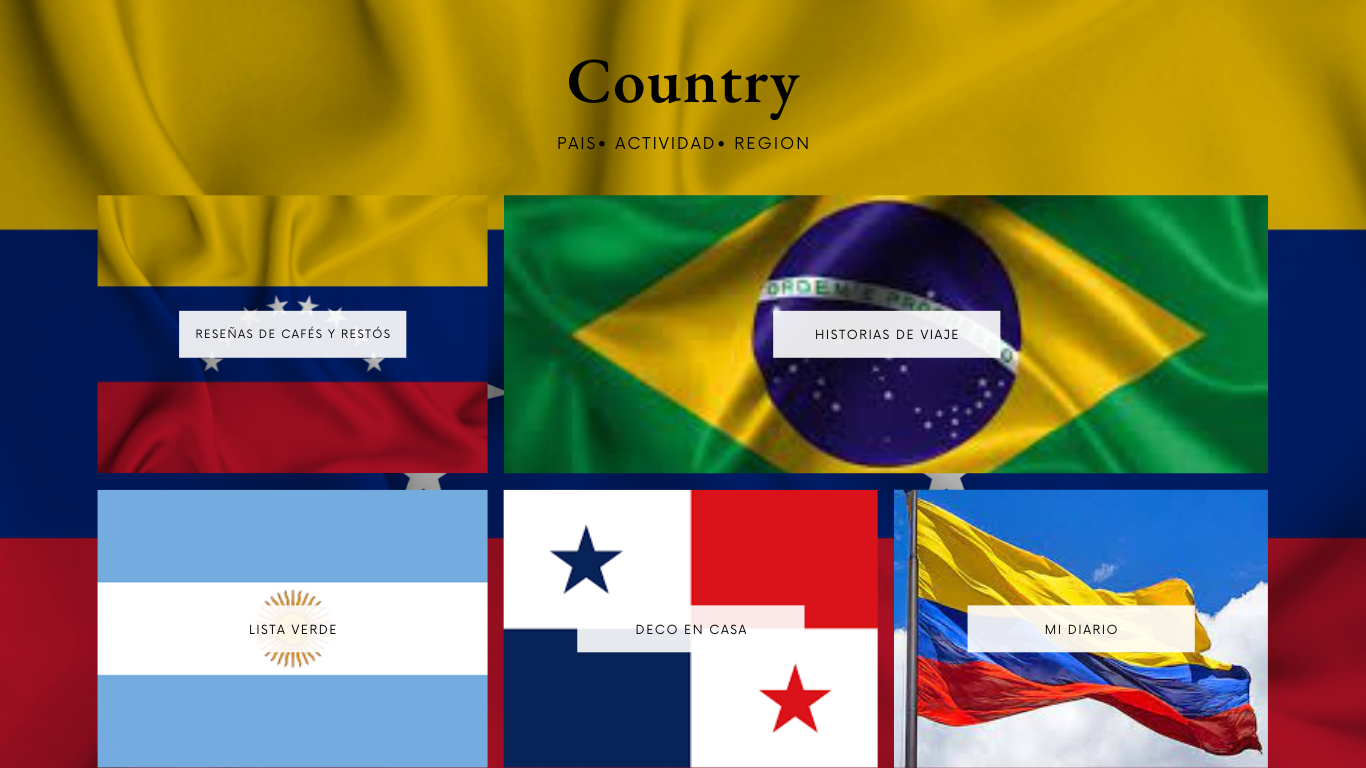 Country
PAIS• ACTIVIDAD• REGION
RESEÑAS DE CAFÉS Y RESTÓS
ORDEM E PRO
HISTORIAS DE VIAJE
LISTA VERDE
DECO EN CASA
MI DIARIO